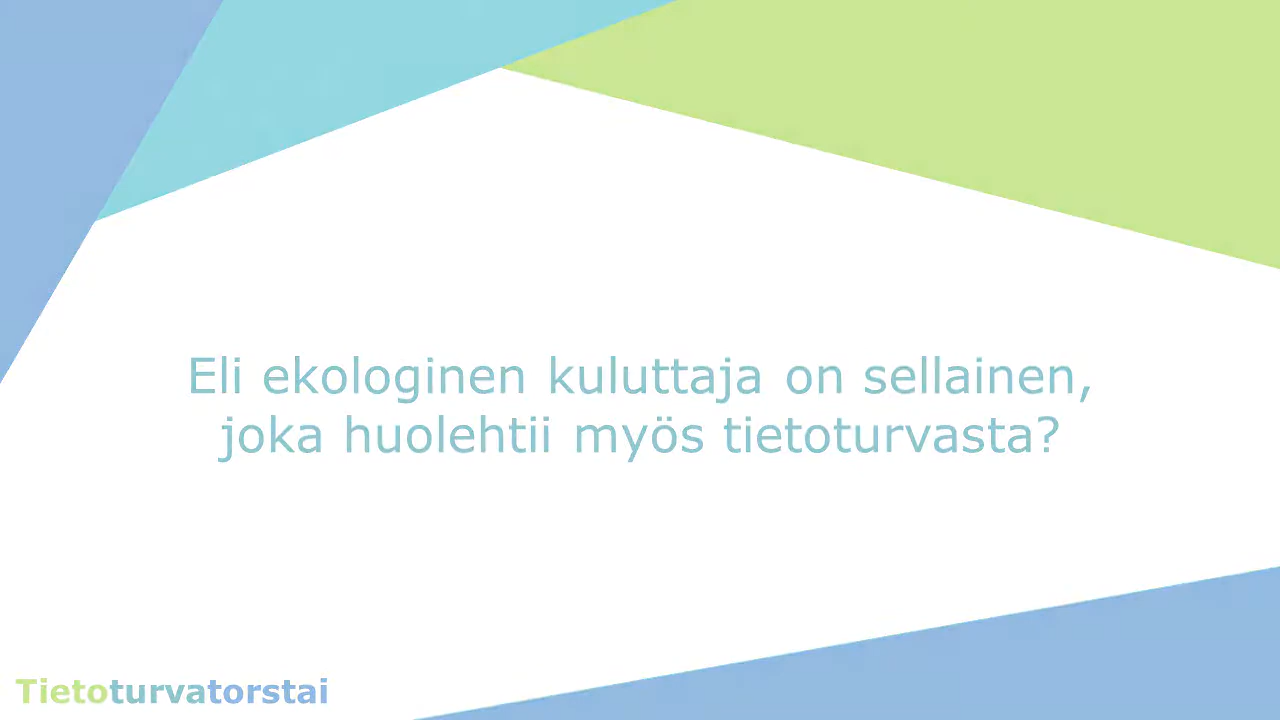 Eli ekologinen kuluttaja on sellainen,
joka huolehtii myös tietoturvasta?
Tietoturvatorstai